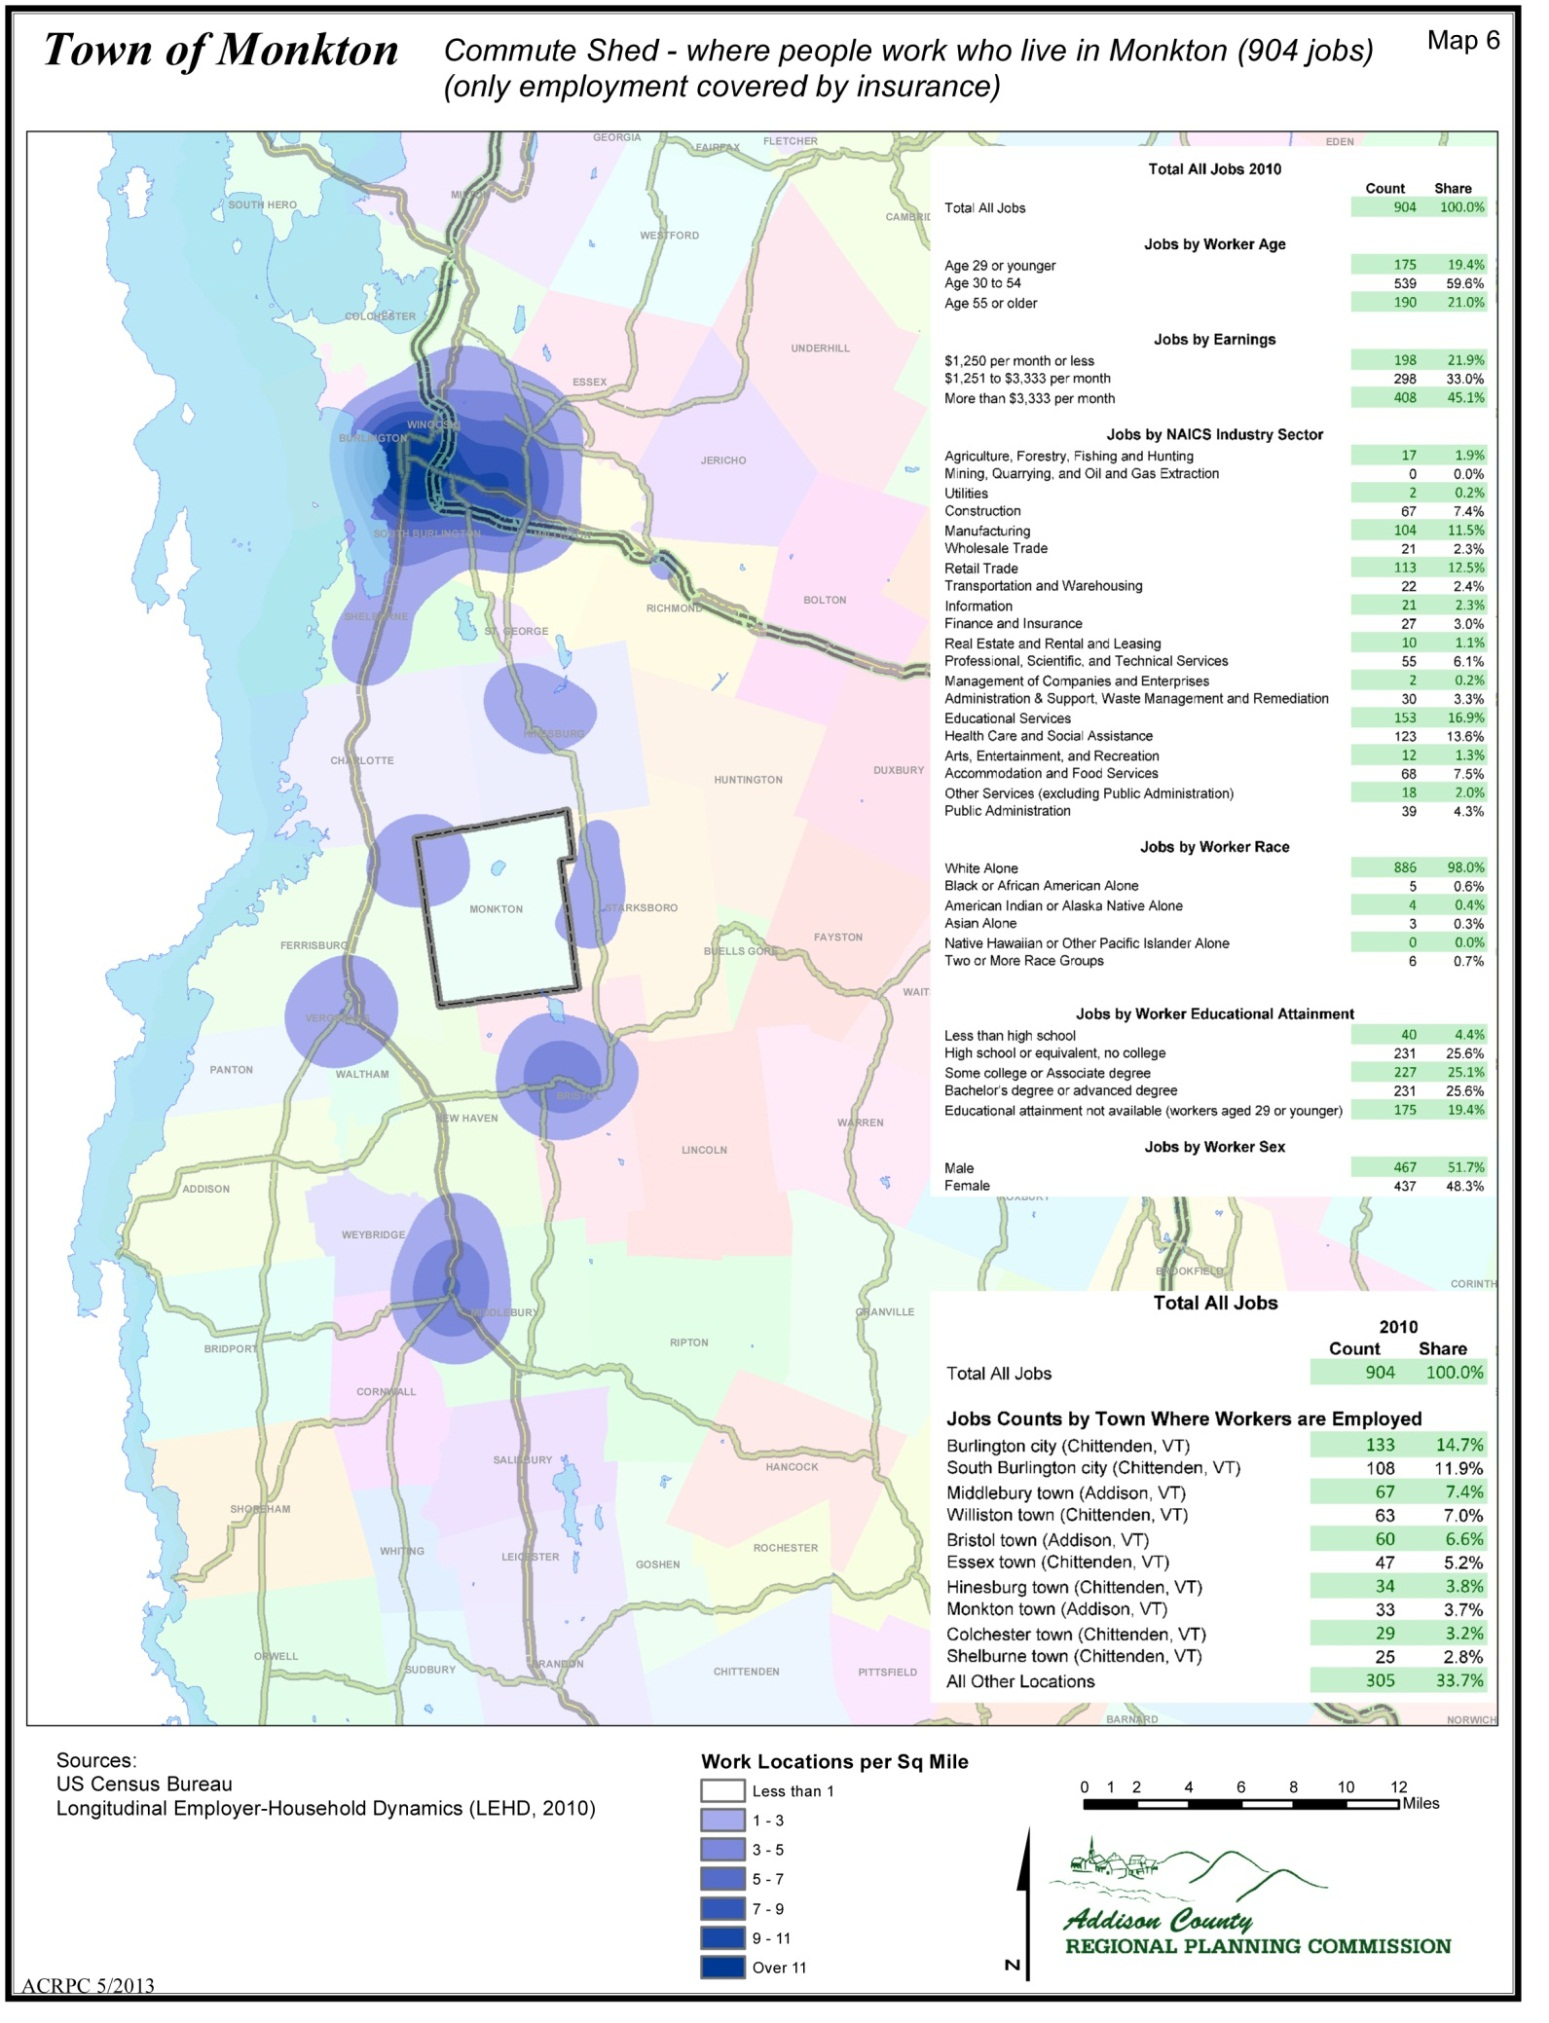 Town of Monkton
Commute Shed - where people work who live in Monkton (904 jobs)
(only employment covered by insurance)
Map 6
GEORGIA
FAIRFAX
FLETCHER
EDEN
SOUTH HERO
WESTFORD
COLCHESTER
UNDERHILL
ESSEX
WINOOSKI
BURLINGTON
JERICHO
SOUTH BURLINGTON
WILLISTON
RICHMOND
BOLTON
SHELBURNE
ST. GEORGE
HINESBURG
CHARLOTTE
HUNTINGTON
DUXBURY
MONKTON
STARKSBORO
FERRISBURG
BUELLS GORE
FAYSTON
WAIT
VERGENNES
PANTON
WALTHAM
BRISTOL
NEW HAVEN
WARREN
LINCOLN
ADDISON
WEYBRIDGE
MIDDLEBURY
GRANVILLE
BRIDPORT
RIPTON
CORNWALL
SALISBURY
HANCOCK
SHOREHAM
WHITING
LEICESTER
GOSHEN
ROCHESTER
ORWELL
SUDBURY
BRANDON
CHITTENDEN
PITTSFIELD
BARNARD
NORWICH
BROOKFIELD
CORINTH
Total All Jobs 2010
Count Share
Total All Jobs 904 100.0%
Jobs by Worker Age
Age 29 or younger 175 19.4%
Age 30 to 54 539 59.6%
Age 55 or older 190 21.0%
Jobs by Earnings
$1,250 per month or less 198 21.9%
$1,251 to $3,333 per month 298 33.0%
More than $3,333 per month 408 45.1%
Jobs by NAICS Industry Sector
Agriculture, Forestry, Fishing and Hunting 17 1.9%
Mining, Quarrying, and Oil and Gas Extraction 0 0.0%
Utilities 2 0.2%
Construction 67 7.4%
Manufacturing 104 11.5%
Wholesale Trade 21 2.3%
Retail Trade 113 12.5%
Transportation and Warehousing 22 2.4%
Information 21 2.3%
Finance and Insurance 27 3.0%
Real Estate and Rental and Leasing 10 1.1%
Professional, Scientific, and Technical Services 55 6.1%
Management of Companies and Enterprises 2 0.2%
Administration & Support, Waste Management and Remediation 30 3.3%
Educational Services 153 16.9%
Health Care and Social Assistance 123 13.6%
Arts, Entertainment, and Recreation 12 1.3%
Accommodation and Food Services 68 7.5%
Other Services (excluding Public Administration) 18 2.0%
Public Administration 39 4.3%
Jobs by Worker Race
White Alone 886 98.0%
Black or African American Alone 5 0.6%
American Indian or Alaska Native Alone 4 0.4%
Asian Alone 3 0.3%
Native Hawaiian or Other Pacific Islander Alone 0 0.0%
Two or More Race Groups 6 0.7%
Jobs by Worker Educational Attainment
Less than high school 40 4.4%
High school or equivalent, no college 231 25.6%
Some college or Associate degree 227 25.1%
Bachelor's degree or advanced degree 231 25.6%
Educational attainment not available (workers aged 29 or younger) 175 19.4%
Jobs by Worker Sex
Male 467 51.7%
Female 437 48.3%
Total All Jobs
2010
Count Share
Total All Jobs 904 100.0%
Jobs Counts by Town Where Workers are Employed
Burlington city (Chittenden, VT) 133 14.7%
South Burlington city (Chittenden, VT) 108 11.9%
Middlebury town (Addison, VT) 67 7.4%
Williston town (Chittenden, VT) 63 7.0%
Bristol town (Addison, VT) 60 6.6%
Essex town (Chittenden, VT) 47 5.2%
Hinesburg town (Chittenden, VT) 34 3.8%
Monkton town (Addison, VT) 33 3.7%
Colchester town (Chittenden, VT) 29 3.2%
Shelburne town (Chittenden, VT) 25 2.8%
All Other Locations 305 33.7%
Sources:
US Census Bureau
Longitudinal Employer-Household Dynamics (LEHD, 2010)
Work Locations per Sq Mile
Less than 1
1 - 3
3 - 5
5 - 7
7 - 9
9 - 11
Over 11
0 1 2 4 6 8 10 12
Miles
N
Addison County
REGIONAL PLANNING COMMISSION
ACRPC 5/2013